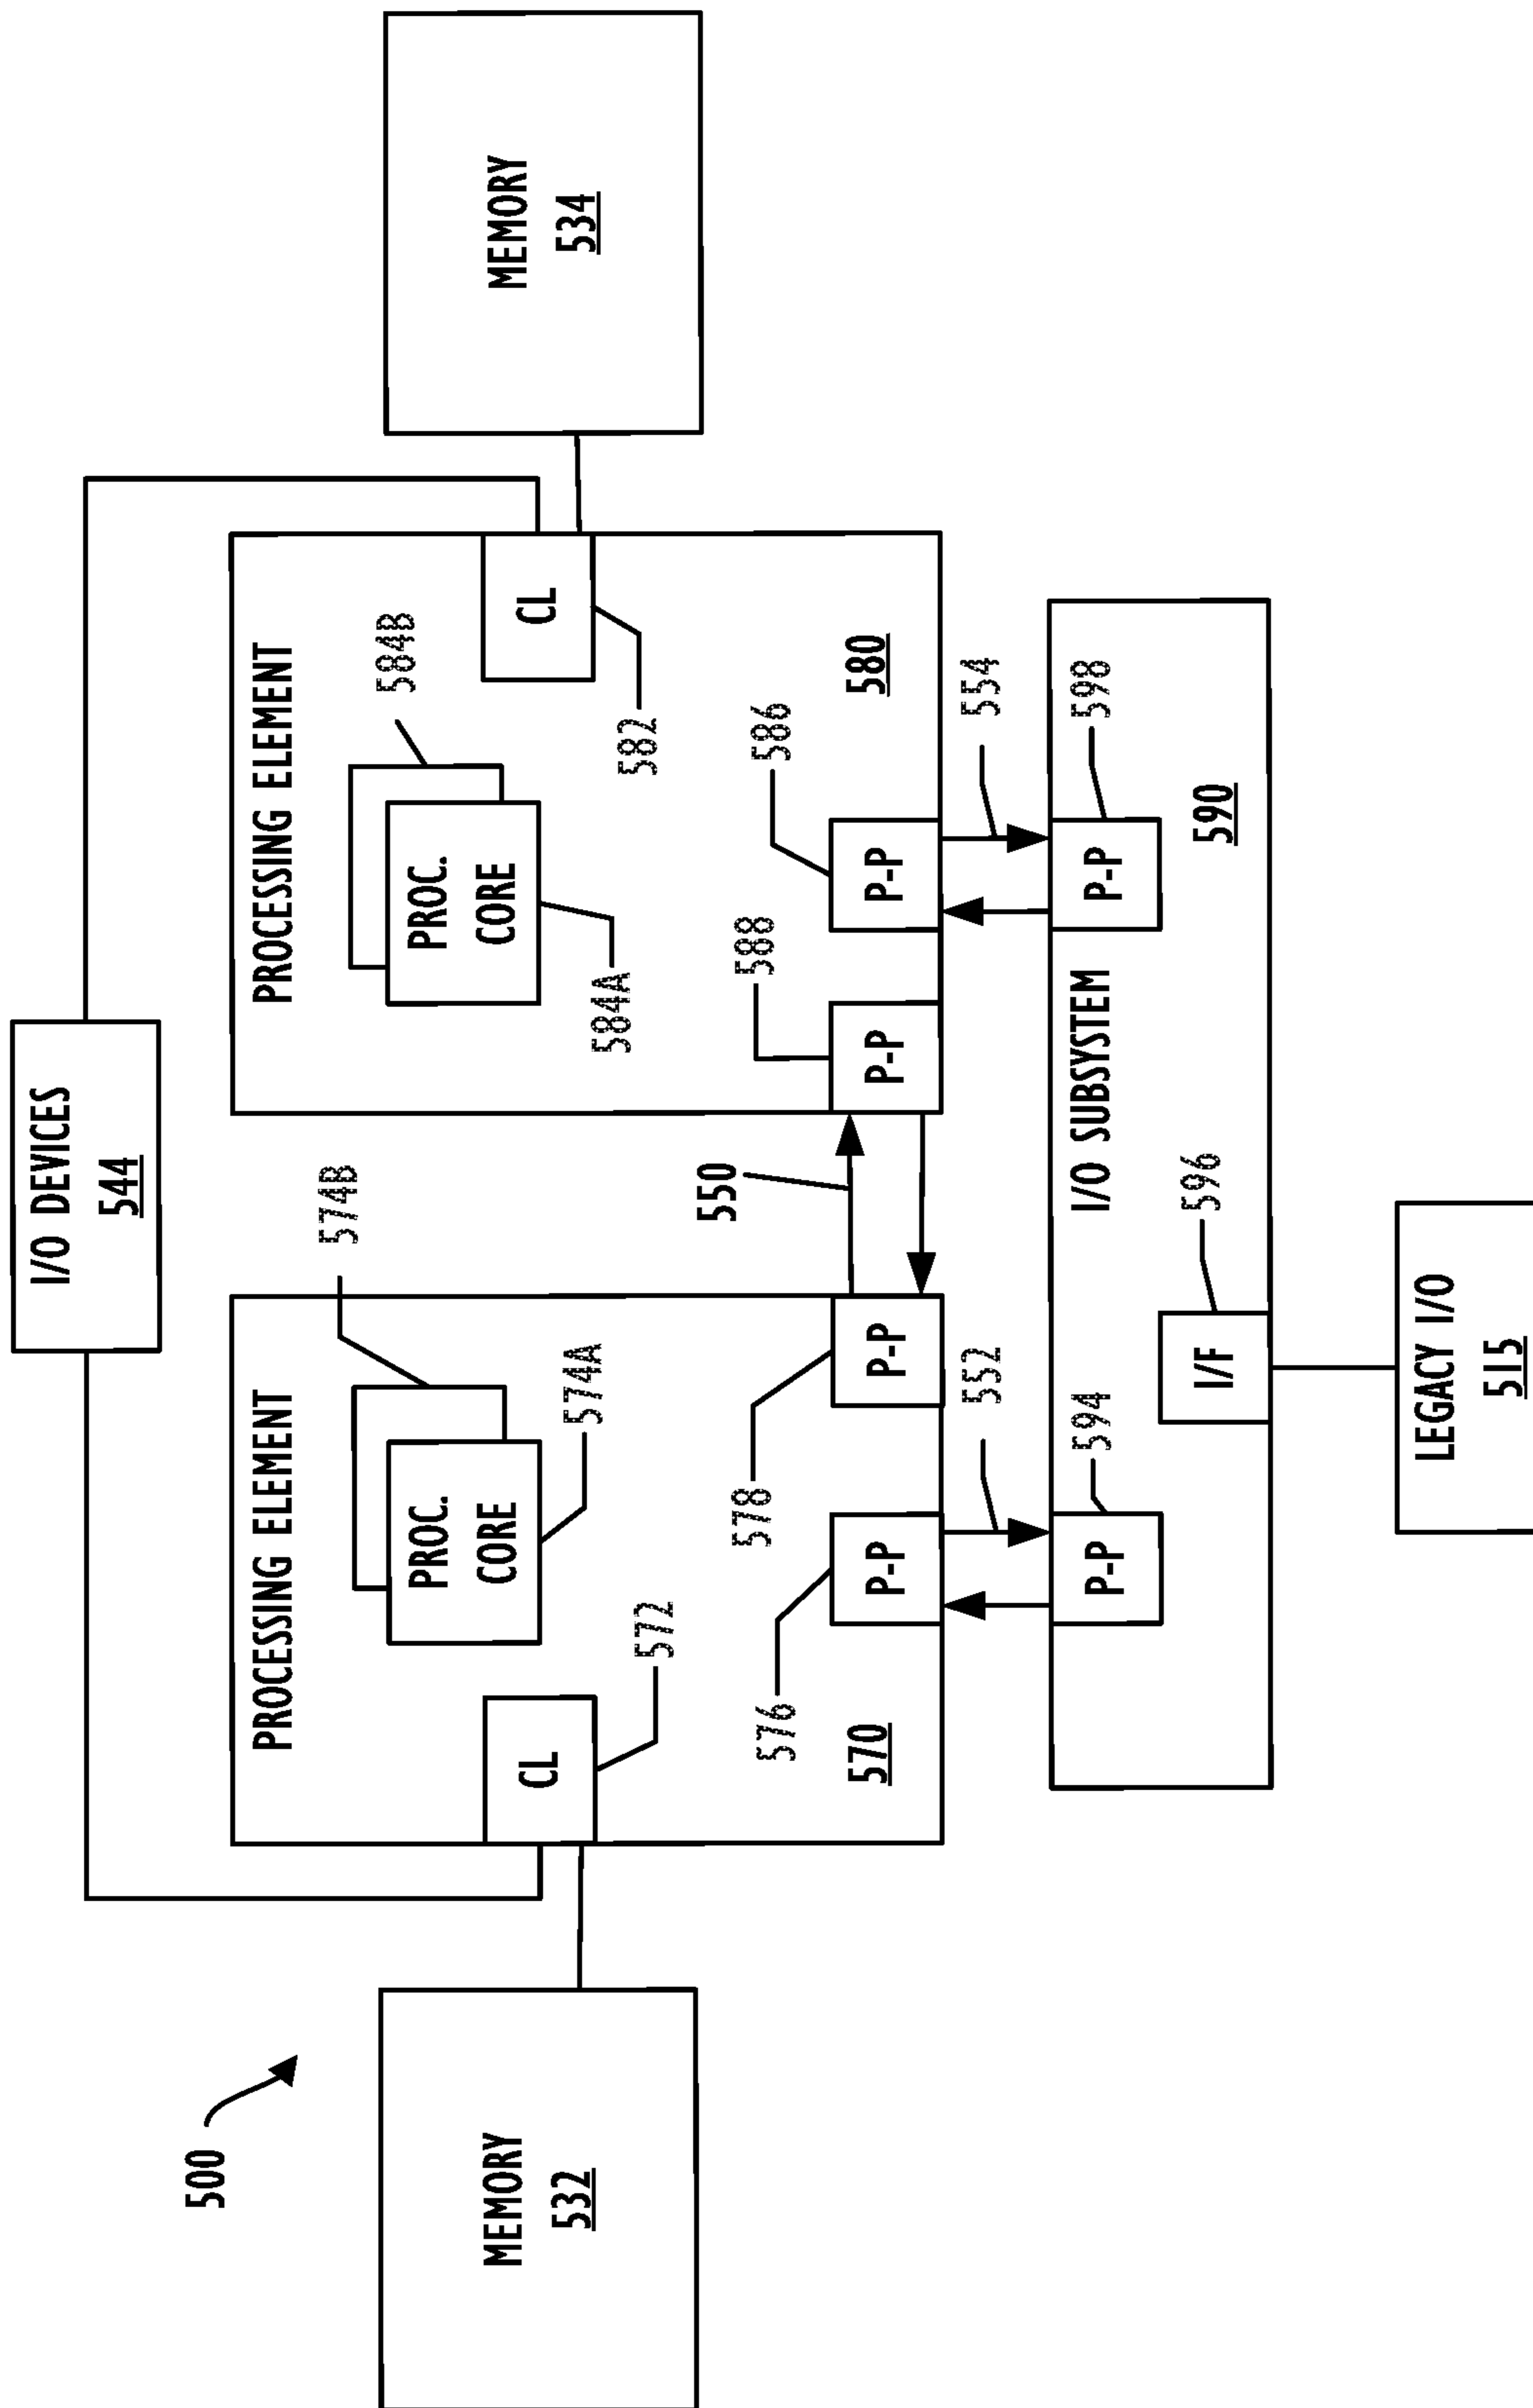 500
I/O DEVICES
544
MEMORY
532
PROCESSING ELEMENT
574B
PROC.
CORE
574A
CL
572
576
578
P-P
P-P
570
550
PROCESSING ELEMENT
584B
PROC.
CORE
584A
CL
582
588
586
P-P
P-P
580
MEMORY
534
552
554
594
598
P-P
I/O SUBSYSTEM
P-P
596
590
I/F
LEGACY I/O
515